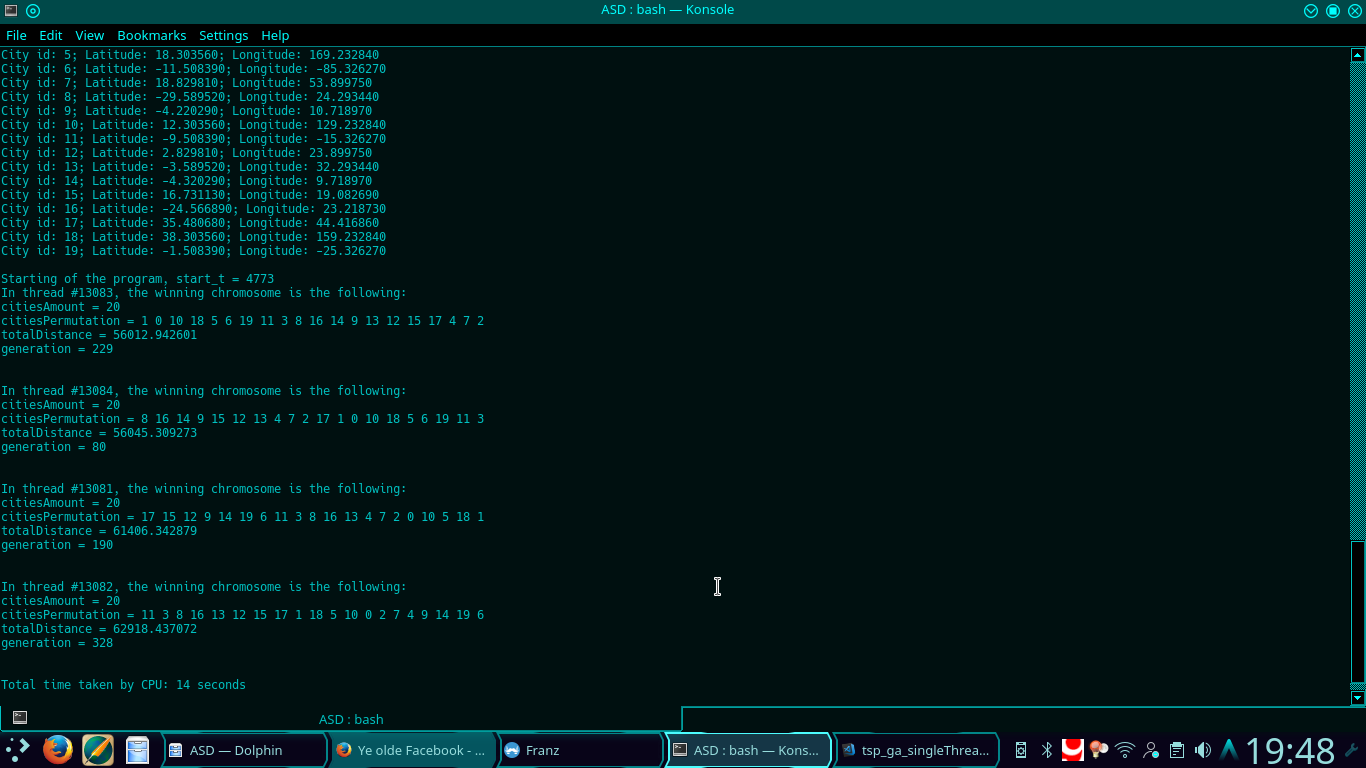 ASD : bash — Konsole
File Edit View Bookmarks Settings Help
City id: 5; Latitude: 18.303560; Longitude: 169.232840
City id: 6; Latitude: -11.508390; Longitude: -85.326270
City id: 7; Latitude: 18.829810; Longitude: 53.899750
City id: 8; Latitude: -29.589520; Longitude: 24.293440
City id: 9; Latitude: -4.220290; Longitude: 10.718970
City id: 10; Latitude: 12.303560; Longitude: 129.232840
City id: 11; Latitude: -9.508390; Longitude: -15.326270
City id: 12; Latitude: 2.829810; Longitude: 23.899750
City id: 13; Latitude: -3.589520; Longitude: 32.293440
City id: 14; Latitude: -4.320290; Longitude: 9.718970
City id: 15; Latitude: 16.731130; Longitude: 19.082690
City id: 16; Latitude: -24.566890; Longitude: 23.218730
City id: 17; Latitude: 35.480680; Longitude: 44.416860
City id: 18; Latitude: 38.303560; Longitude: 159.232840
City id: 19; Latitude: -1.508390; Longitude: -25.326270
Starting of the program, start_t = 4773
In thread #13083, the winning chromosome is the following:
citiesAmount = 20
citiesPermutation = 1 0 10 18 5 6 19 11 3 8 16 14 9 13 12 15 17 4 7 2
totalDistance = 56012.942601
generation = 229
In thread #13084, the winning chromosome is the following:
citiesAmount = 20
citiesPermutation = 8 16 14 9 15 12 13 4 7 2 17 1 0 10 18 5 6 19 11 3
totalDistance = 56045.309273
generation = 80
In thread #13081, the winning chromosome is the following:
citiesAmount = 20
citiesPermutation = 17 15 12 9 14 19 6 11 3 8 16 13 4 7 2 0 10 5 18 1
totalDistance = 61406.342879
generation = 190
In thread #13082, the winning chromosome is the following:
citiesAmount = 20
citiesPermutation = 11 3 8 16 13 12 15 17 1 18 5 10 0 2 7 4 9 14 19 6
totalDistance = 62918.437072
generation = 328
Total time taken by CPU: 14 seconds
ASD : bash
ASD — Dolphin
Ye olde Facebook - ...
Franz
ASD : bash — Kons...
tsp_ga_singleThrea...
19:48